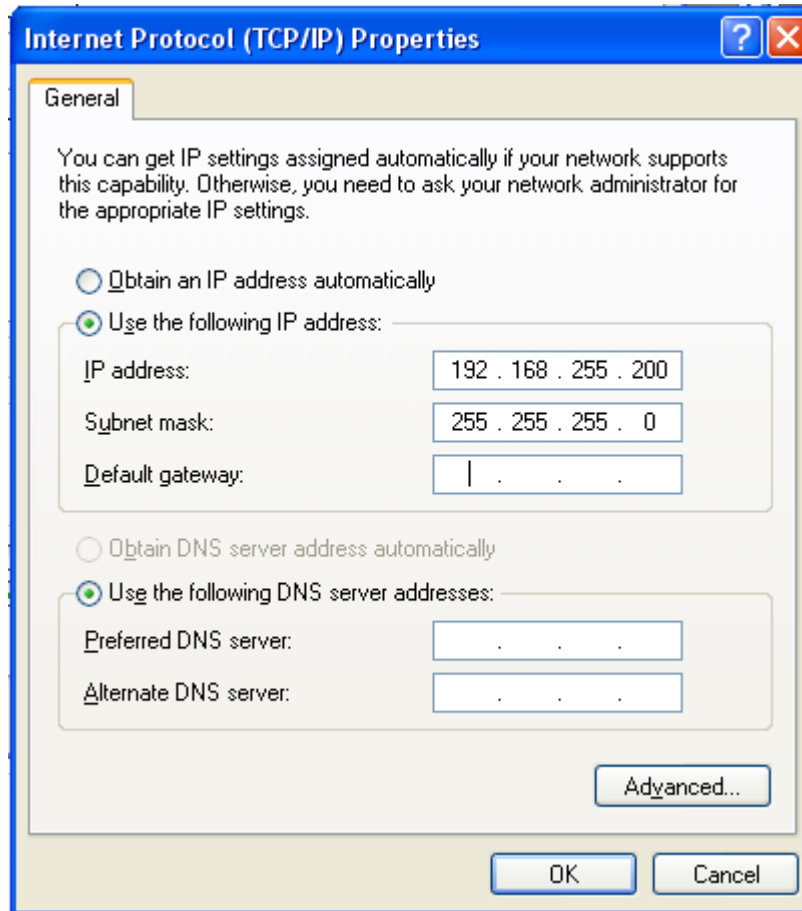 Internet Protocol (TCP/IP) Properties
General
You can get IP settings assigned automatically if your network supports
this capability. Otherwise, you need to ask your network administrator for
the appropriate IP settings.
Obtain an IP address automatically
Use the following IP address:
IP address: 192 . 168 . 255 . 200
Subnet mask: 255 . 255 . 255 . 0
Default gateway: . . .
Obtain DNS server address automatically
Use the following DNS server addresses:
Preferred DNS server: . . .
Alternate DNS server: . . .
Advanced...
OK Cancel